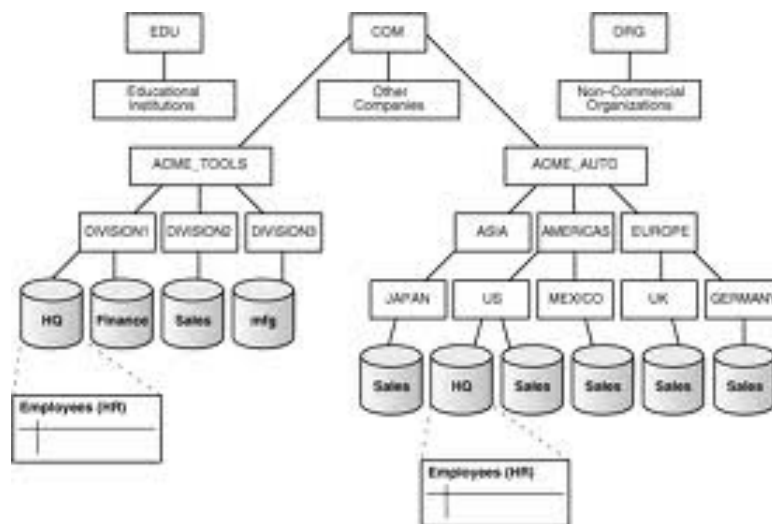 EDU
COM
ORG
Educational
Institutions
Other
Companies
Non-Commercial
Organizations
ACME_TOOLS
ACME_AUTO
DIVISION1
DIVISION2
DIVISION3
ASIA
AMERICAS
EUROPE
HQ
Finance
Sales
mfg
JAPAN
US
MEXICO
UK
GERMANY
Sales
HQ
Sales
Sales
Sales
Sales
Employees (HR)
Employees (HR)